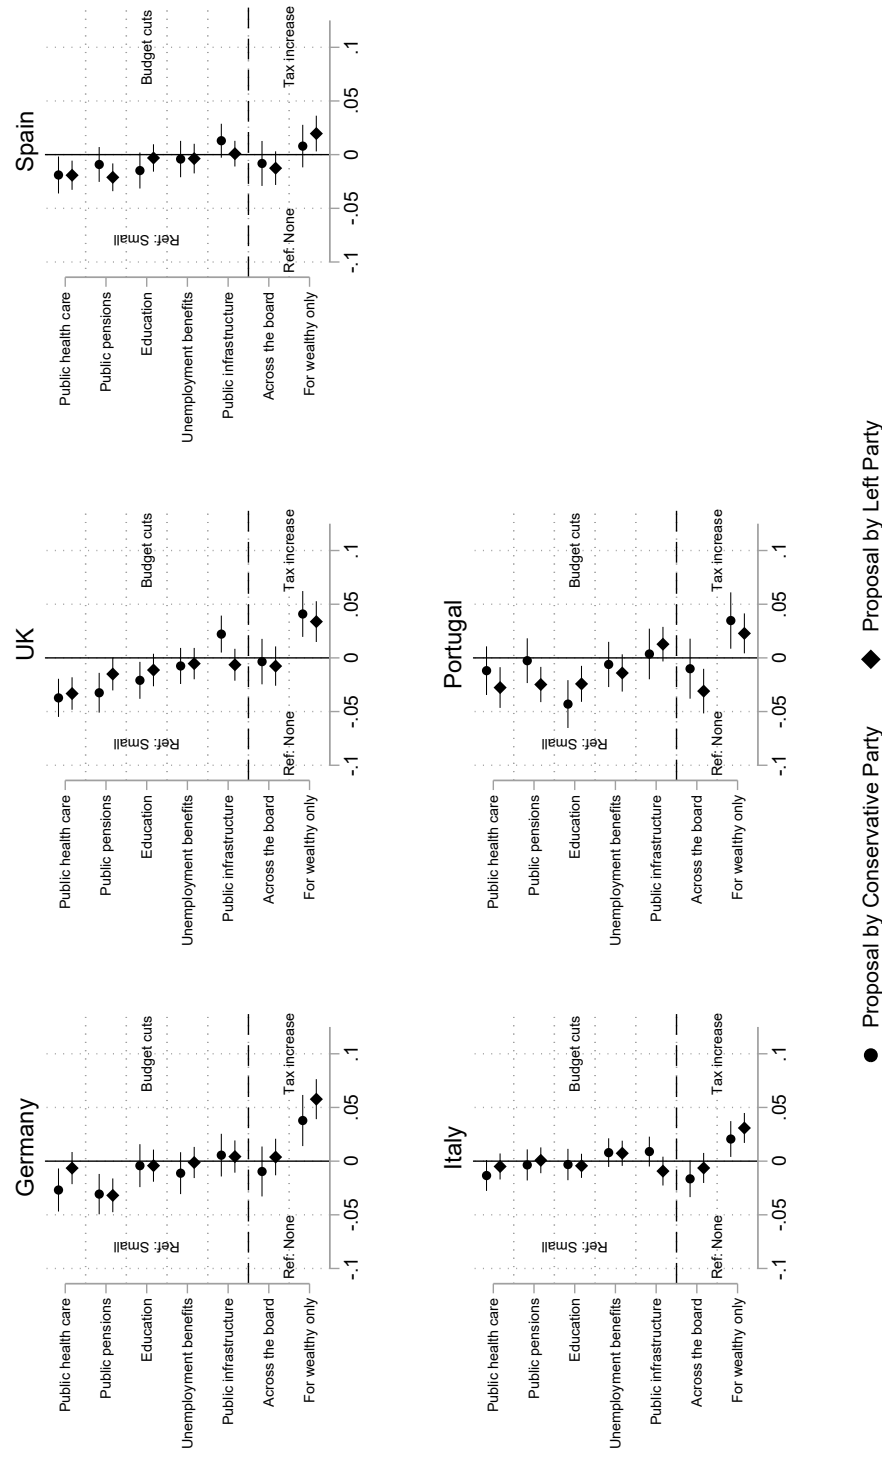 Germany
Public health care
Public pensions
Education
Unemployment benefits
Public infrastructure
Across the board
For wealthy only
Ref: Small
Budget cuts
Ref: None
Tax increase
-.1
-.05
0
.05
.1
UK
Public health care
Public pensions
Education
Unemployment benefits
Public infrastructure
Across the board
For wealthy only
Ref: Small
Budget cuts
Ref: None
Tax increase
-.1
-.05
0
.05
.1
Spain
Public health care
Public pensions
Education
Unemployment benefits
Public infrastructure
Across the board
For wealthy only
Ref: Small
Budget cuts
Ref: None
Tax increase
-.1
-.05
0
.05
.1
Italy
Public health care
Public pensions
Education
Unemployment benefits
Public infrastructure
Across the board
For wealthy only
Ref: Small
Budget cuts
Ref: None
Tax increase
-.1
-.05
0
.05
.1
Portugal
Public health care
Public pensions
Education
Unemployment benefits
Public infrastructure
Across the board
For wealthy only
Ref: Small
Budget cuts
Ref: None
Tax increase
-.1
-.05
0
.05
.1
Proposal by Conservative Party
Proposal by Left Party